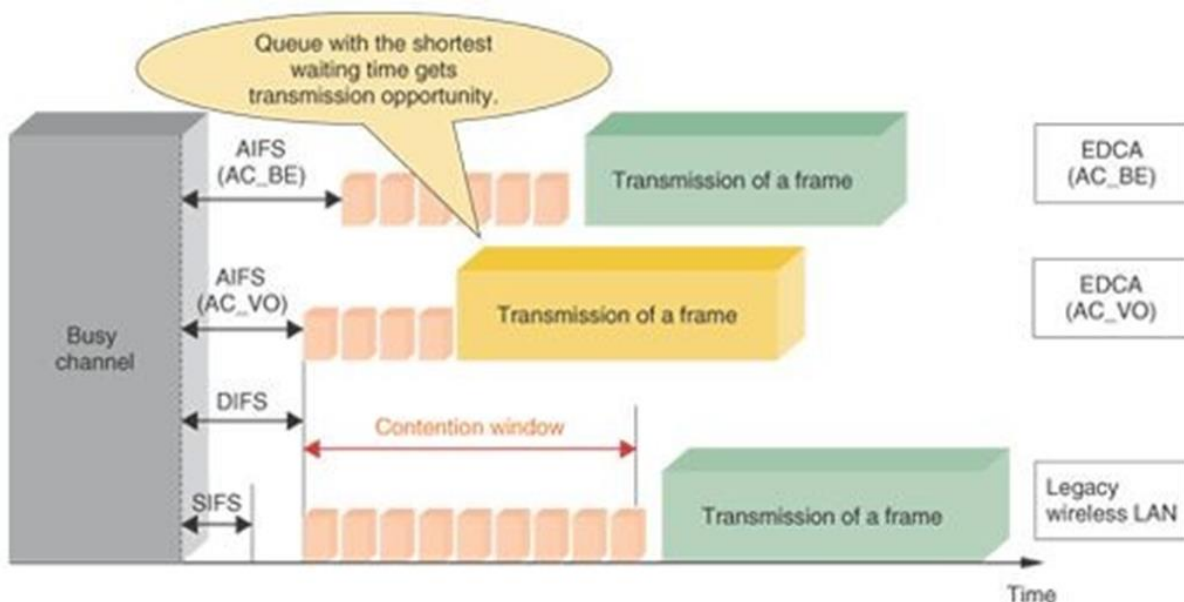 Queue with the shortest
waiting time gets
transmission opportunity.
AIFS
(AC_BE)
Transmission of a frame
EDCA
(AC_BE)
AIFS
(AC_VO)
Transmission of a frame
EDCA
(AC_VO)
Busy
channel
DIFS
Contention window
SIFS
Transmission of a frame
Legacy
wireless LAN
Time